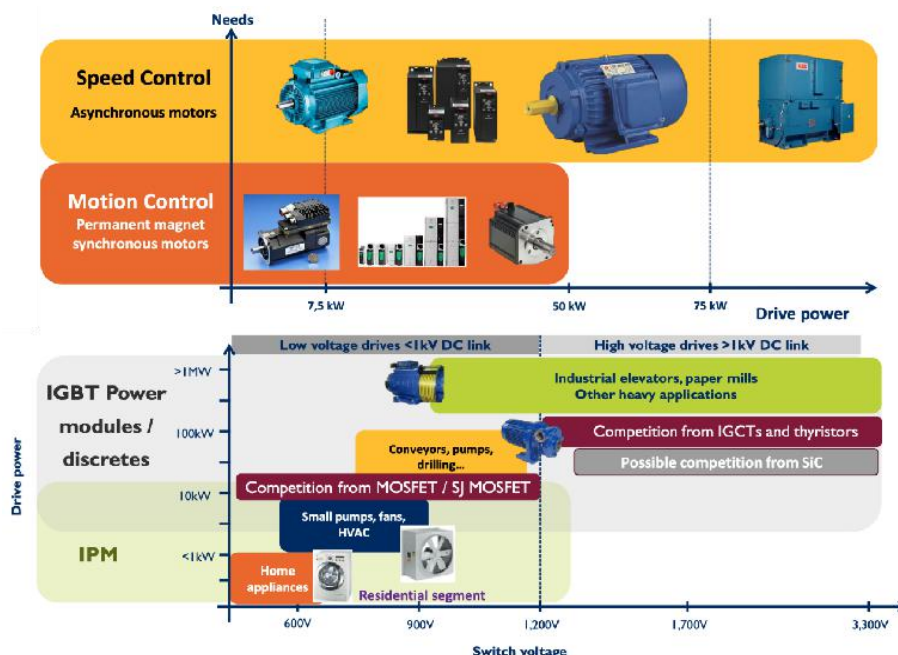 Needs
Speed Control
Asynchronous motors
Motion Control
Permanent magnet
synchronous motors
7,5 kW
50 kW
75 kW
Drive power
Low voltage drives <1kV DC link
High voltage drives >1kV DC link
>1MW
IGBT Power
modules /
discretes
Industrial elevators, paper mills
Other heavy applications
100kW
Competition from IGCTs and thyristors
Conveyors, pumps,
drilling...
Possible competition from SiC
Drive power
Competition from MOSFET / SJ MOSFET
10kW
Small pumps, fans,
HVAC
IPM
<1kW
Home
appliances
Residential segment
600V
900V
1,200V
1,700V
3,300V
Switch voltage